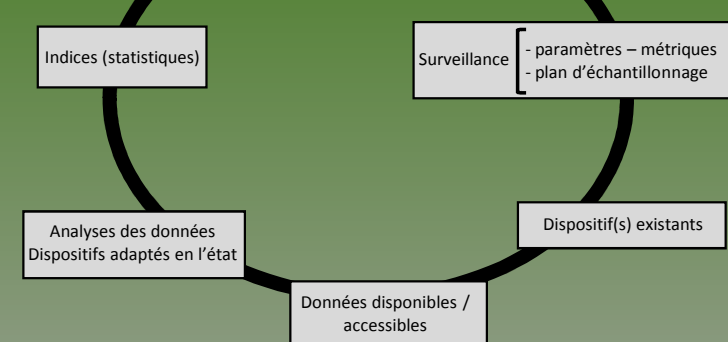 Indices (statistiques)
Surveillance
- paramètres – métriques
- plan d’échantillonnage
Analyses des données
Dispositifs adaptés en l’état
Dispositif(s) existants
Données disponibles /
accessibles